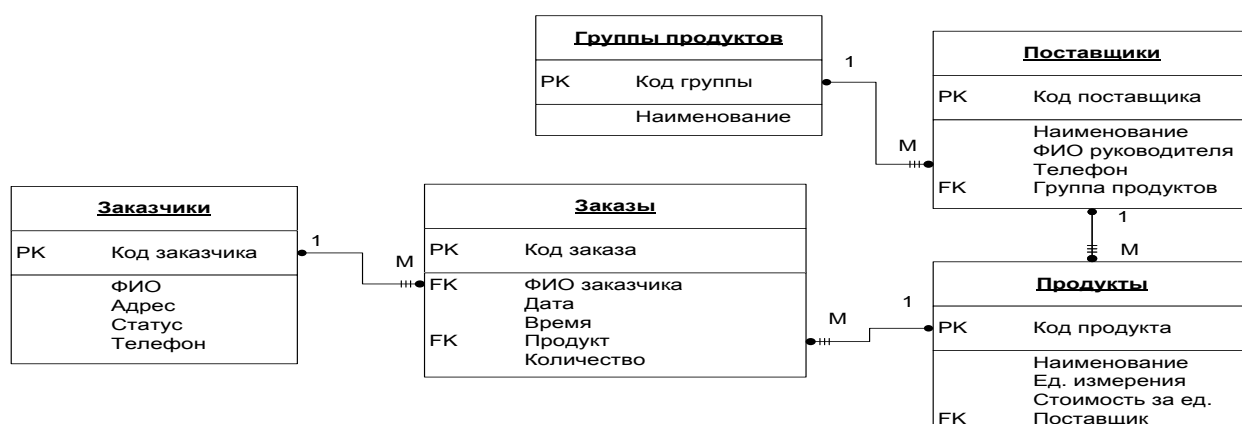 Группы продуктов
PK Код группы
Наименование
1
M
Поставщики
PK Код поставщика
Наименование
ФИО руководителя
Телефон
FK Группа продуктов
1
M
Заказчики
PK Код заказчика
ФИО
Адрес
Статус
Телефон
1
M
Заказы
PK Код заказа
FK ФИО заказчика
Дата
Время
FK Продукт
Количество
M
1
Продукты
PK Код продукта
Наименование
Ед. измерения
Стоимость за ед.
FK Поставщик